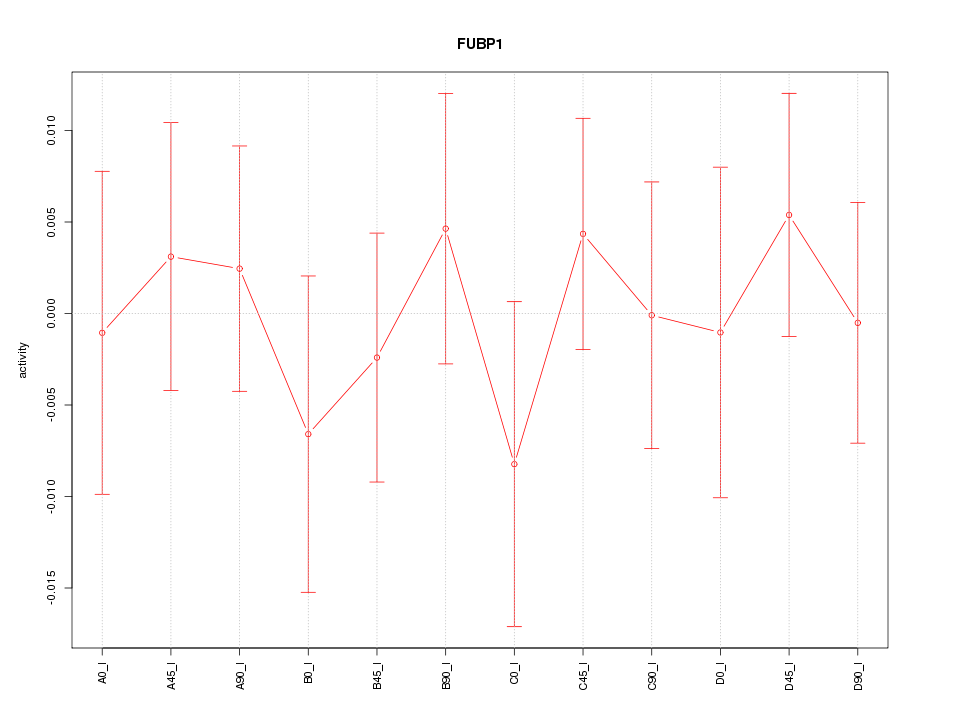 FUBP1
activity
0.010
0.005
0.000
-0.005
-0.010
-0.015
A0_I
A45_I
A90_I
B0_I
B45_I
B90_I
C0_I
C45_I
C90_I
D0_I
D45_I
D90_I